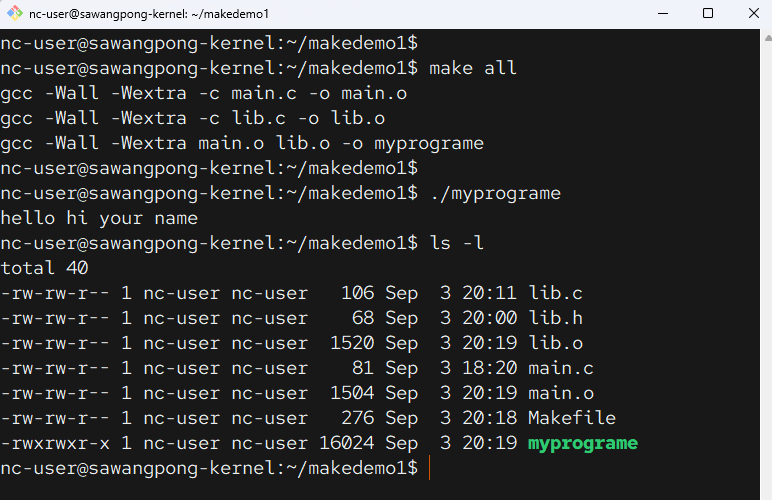 nc-user@sawangpong-kernel: ~/makedemo1
nc-user@sawangpong-kernel:~/makedemo1$
nc-user@sawangpong-kernel:~/makedemo1$ make all
gcc -Wall -Wextra -c main.c -o main.o
gcc -Wall -Wextra -c lib.c -o lib.o
gcc -Wall -Wextra main.o lib.o -o myprograme
nc-user@sawangpong-kernel:~/makedemo1$
nc-user@sawangpong-kernel:~/makedemo1$ ./myprograme
hello hi your name
nc-user@sawangpong-kernel:~/makedemo1$ ls -l
total 40
-rw-rw-r-- 1 nc-user nc-user   106 Sep  3 20:11 lib.c
-rw-rw-r-- 1 nc-user nc-user    68 Sep  3 20:00 lib.h
-rw-rw-r-- 1 nc-user nc-user  1520 Sep  3 20:19 lib.o
-rw-rw-r-- 1 nc-user nc-user    81 Sep  3 18:20 main.c
-rw-rw-r-- 1 nc-user nc-user  1504 Sep  3 20:19 main.o
-rw-rw-r-- 1 nc-user nc-user   276 Sep  3 20:18 Makefile
-rwxrwxr-x 1 nc-user nc-user 16024 Sep  3 20:19 myprograme
nc-user@sawangpong-kernel:~/makedemo1$